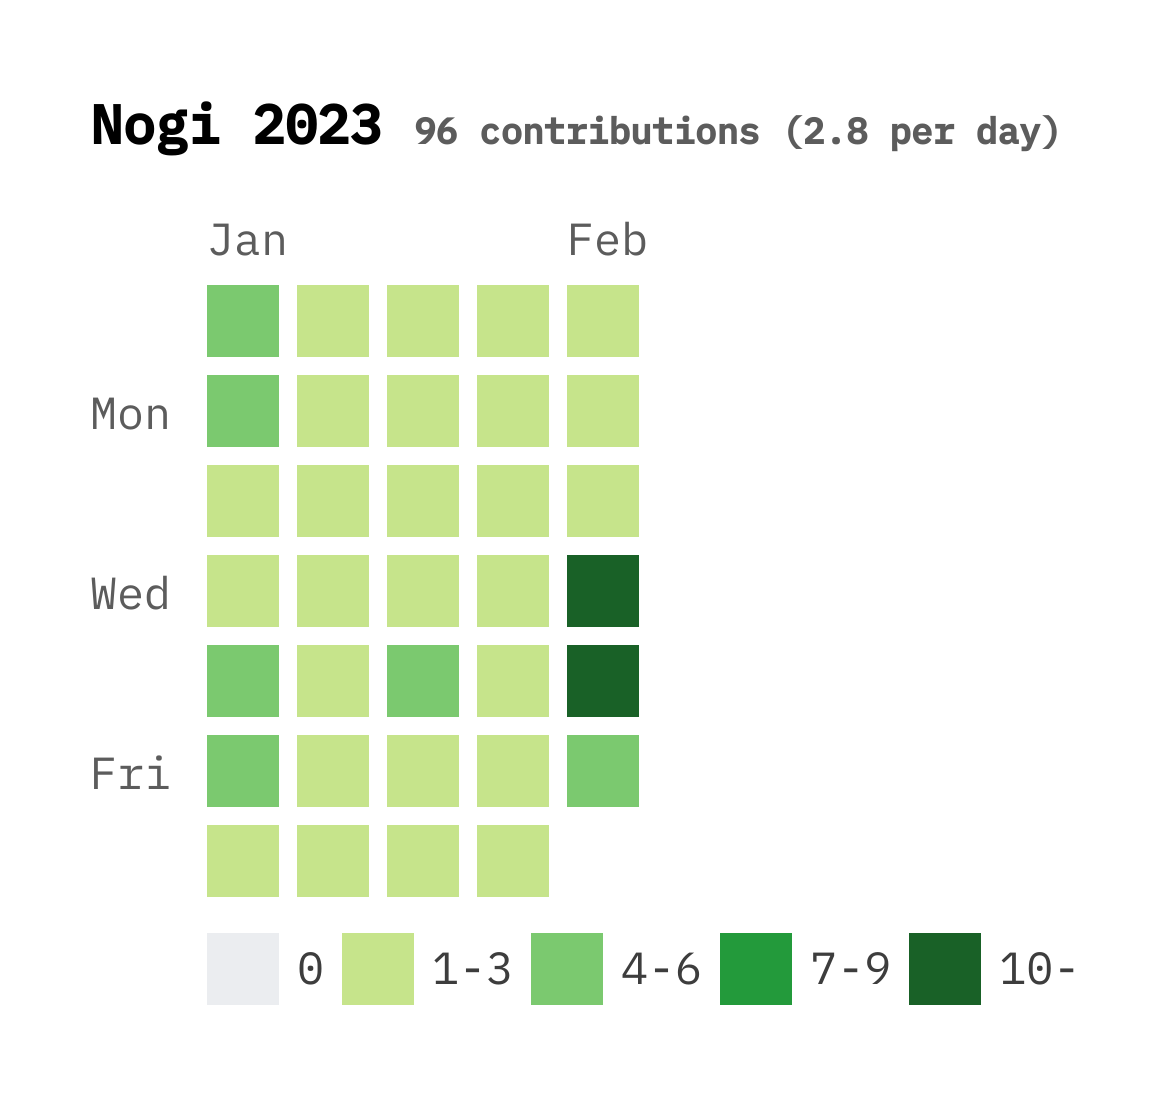 Nogi 2023 96 contributions (2.8 per day)
Jan Feb
Mon
Wed
Fri
0 1-3 4-6 7-9 10-